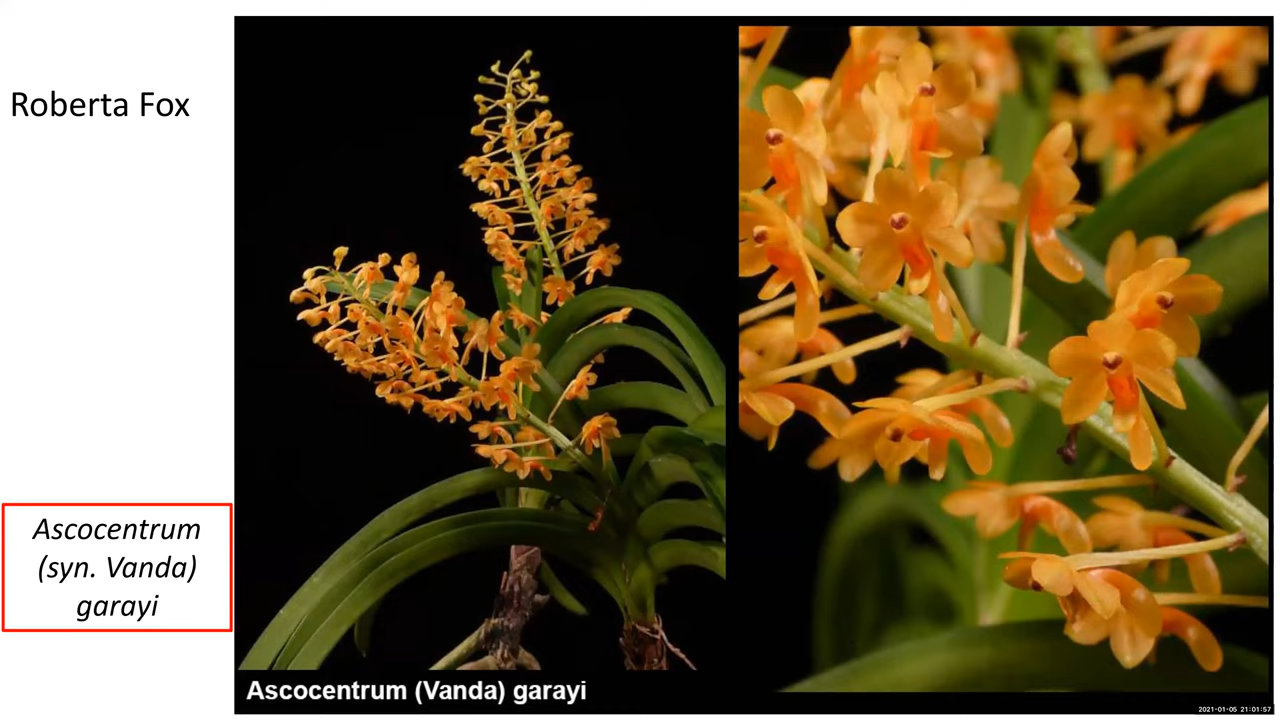 Roberta Fox
Ascocentrum
(syn. Vanda)
garayi
Ascocentrum (Vanda) garayi
2021-01-05 21:01:57